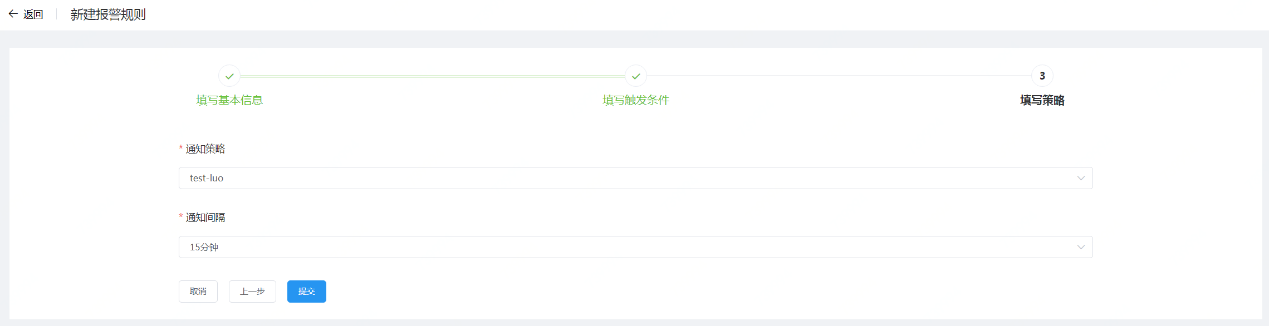 返回 新建报警规则
3
填写基本信息 填写触发条件 填写策略
* 通知策略
test-luo
* 通知间隔
15分钟
取消 上一步 提交